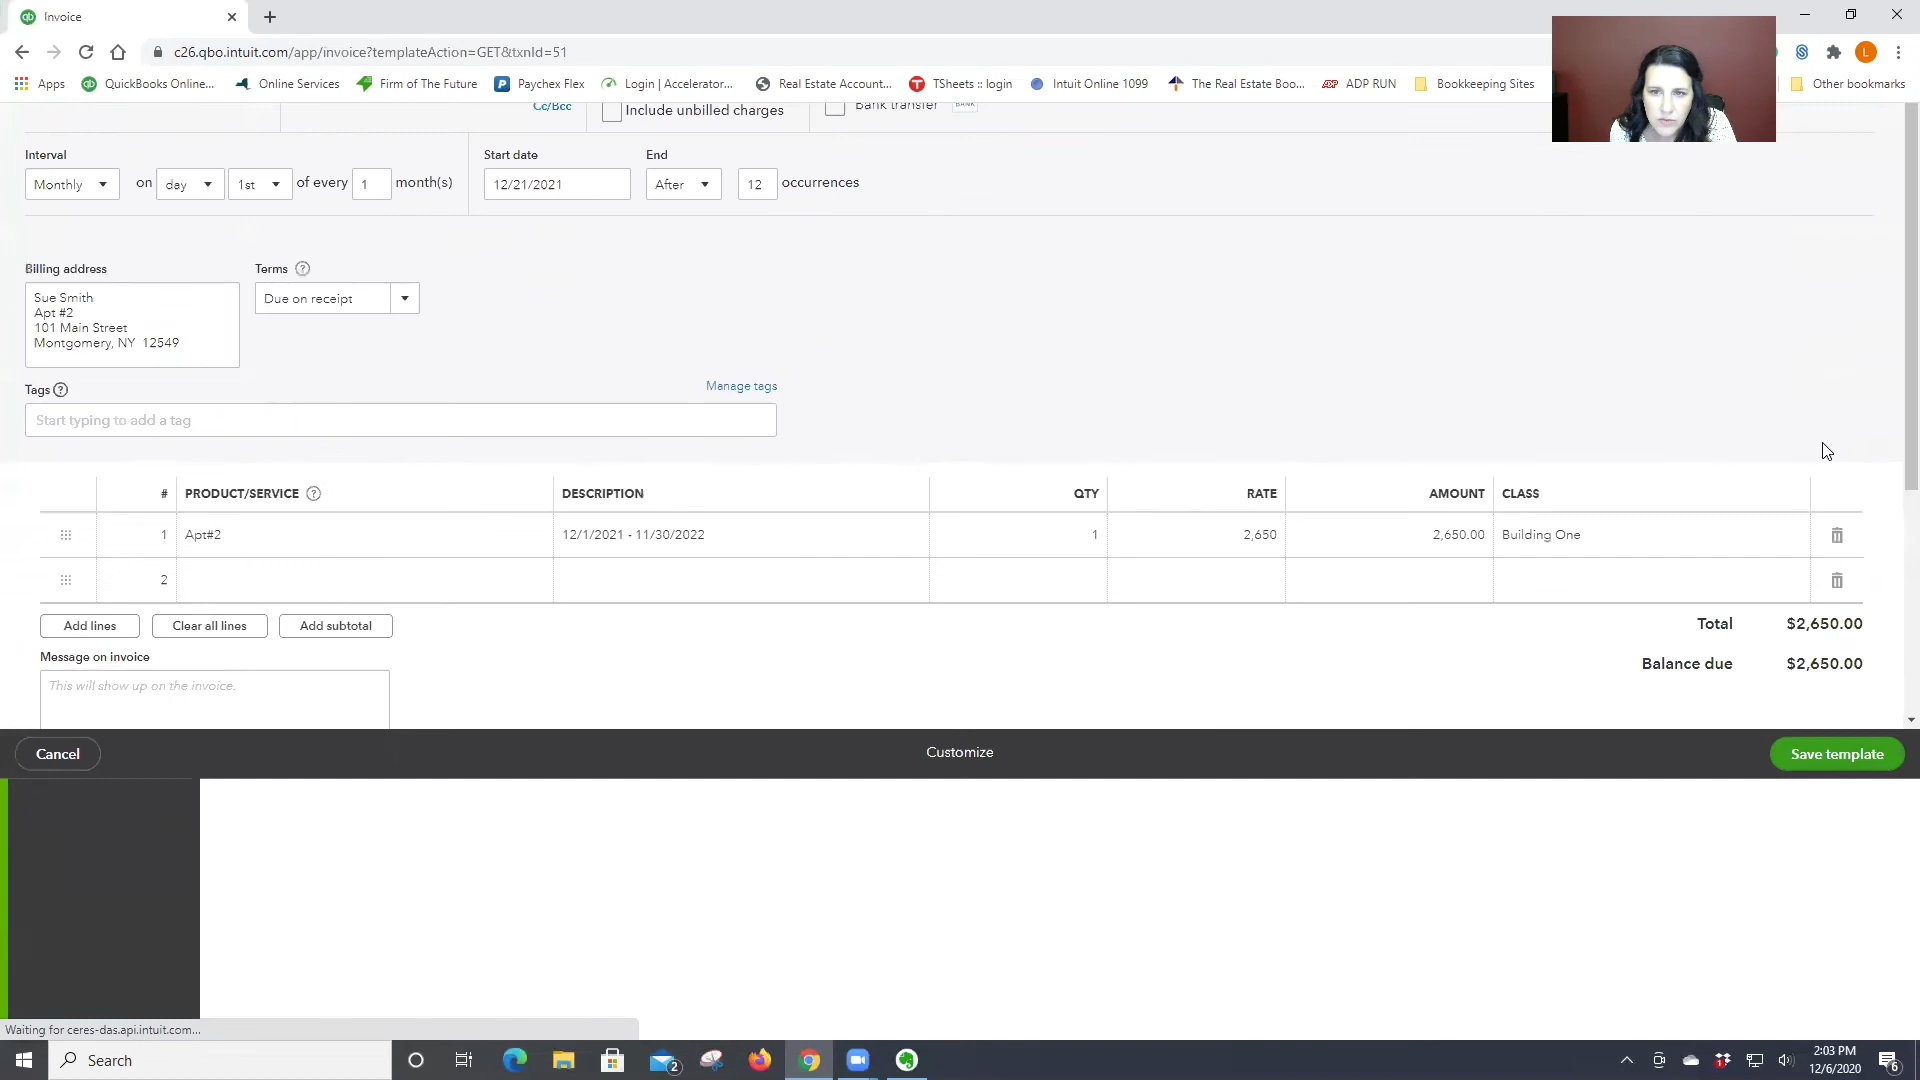 Invoice
c26.qbo.intuit.com/app/invoice?templateAction=GET&txnId=51
L
Apps QuickBooks Online... Online Services Firm of The Future Paychex Flex Login | Accelerator... Real Estate Account... TSheets :: login Intuit Online 1099 The Real Estate Boo... ADP RUN Bookkeeping Sites Other bookmarks
Cc/Bcc Include unbilled charges Bank transfer BANK
Interval Start date End
Monthly on day 1st of every 1 month(s) 12/21/2021 After 12 occurrences
Billing address Terms ?
Sue Smith
Apt #2
101 Main Street
Montgomery, NY 12549
Due on receipt
Tags ? Manage tags
Start typing to add a tag
# PRODUCT/SERVICE ? DESCRIPTION QTY RATE AMOUNT CLASS
1 Apt#2 12/1/2021 - 11/30/2022 1 2,650 2,650.00 Building One
2
Add lines Clear all lines Add subtotal Total $2,650.00
Message on invoice Balance due $2,650.00
This will show up on the invoice.
Cancel Customize Save template
Waiting for ceres-das.api.intuit.com...
Search 2 1 2:03 PM
12/6/2020 6